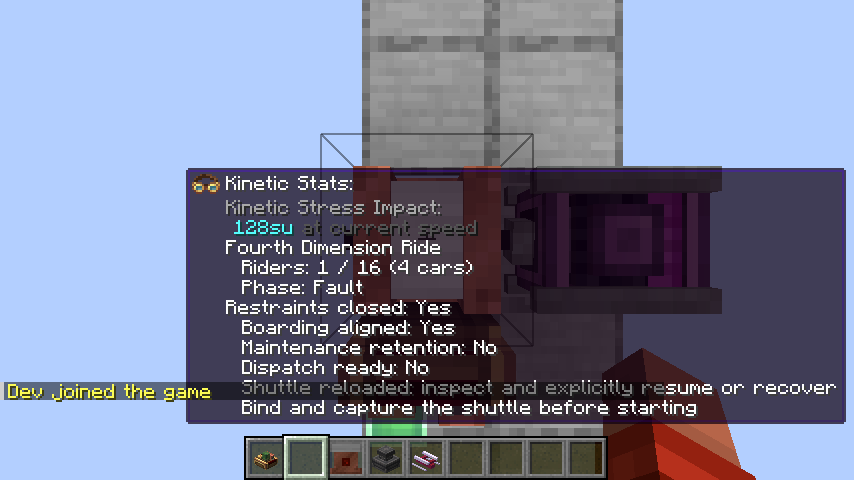 Kinetic Stats:
Kinetic Stress Impact:
128su at current speed
Fourth Dimension Ride
Riders: 1 / 16 (4 cars)
Phase: Fault
Restraints closed: Yes
Boarding aligned: Yes
Maintenance retention: No
Dispatch ready: No
Dev joined the game
Shuttle reloaded: inspect and explicitly resume or recover
Bind and capture the shuttle before starting